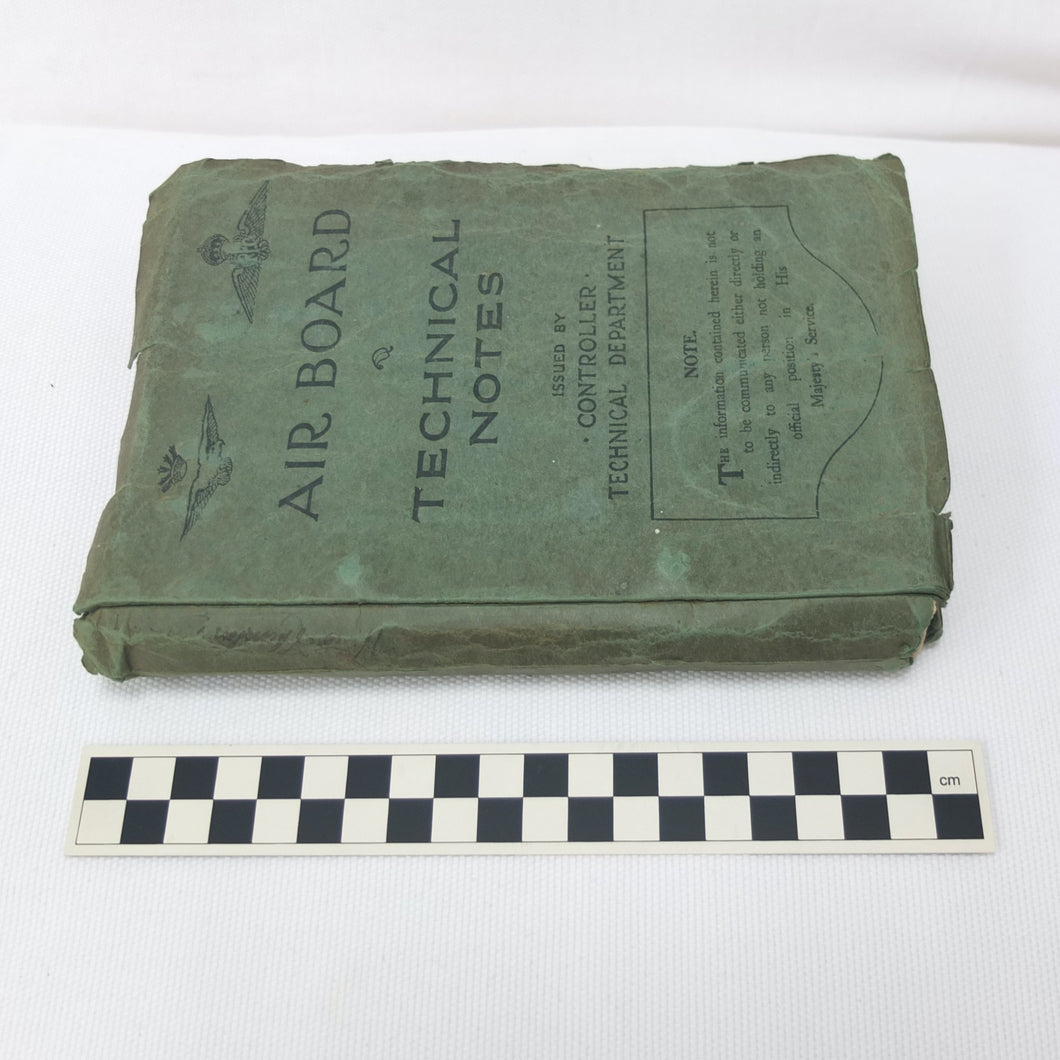 AIR BOARD
TECHNICAL
NOTES
ISSUED BY
· CONTROLLER ·
TECHNICAL DEPARTMENT
NOTE.
THE information contained herein is not
to be communicated either directly or
indirectly to any person not holding an
official position in His
Majesty's Service.
cm